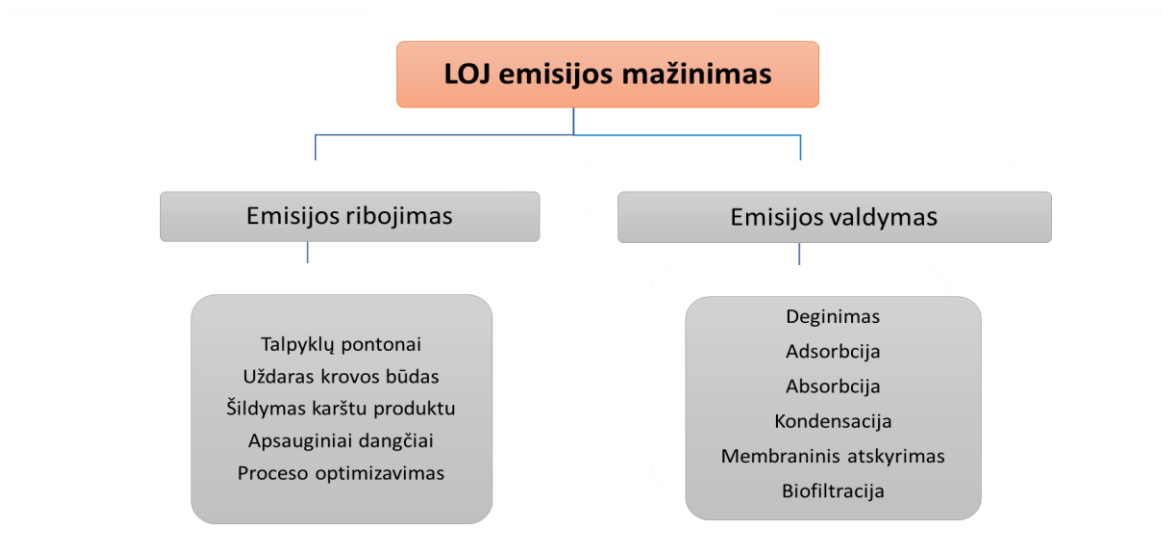 LOJ emisijos mažinimas
Emisijos ribojimas
Emisijos valdymas
Talpyklų pontonai
Uždaras krovos būdas
Šildymas karštu produktu
Apsauginiai dangčiai
Proceso optimizavimas
Deginimas
Adsorbcija
Absorbcija
Kondensacija
Membraninis atskyrimas
Biofiltracija